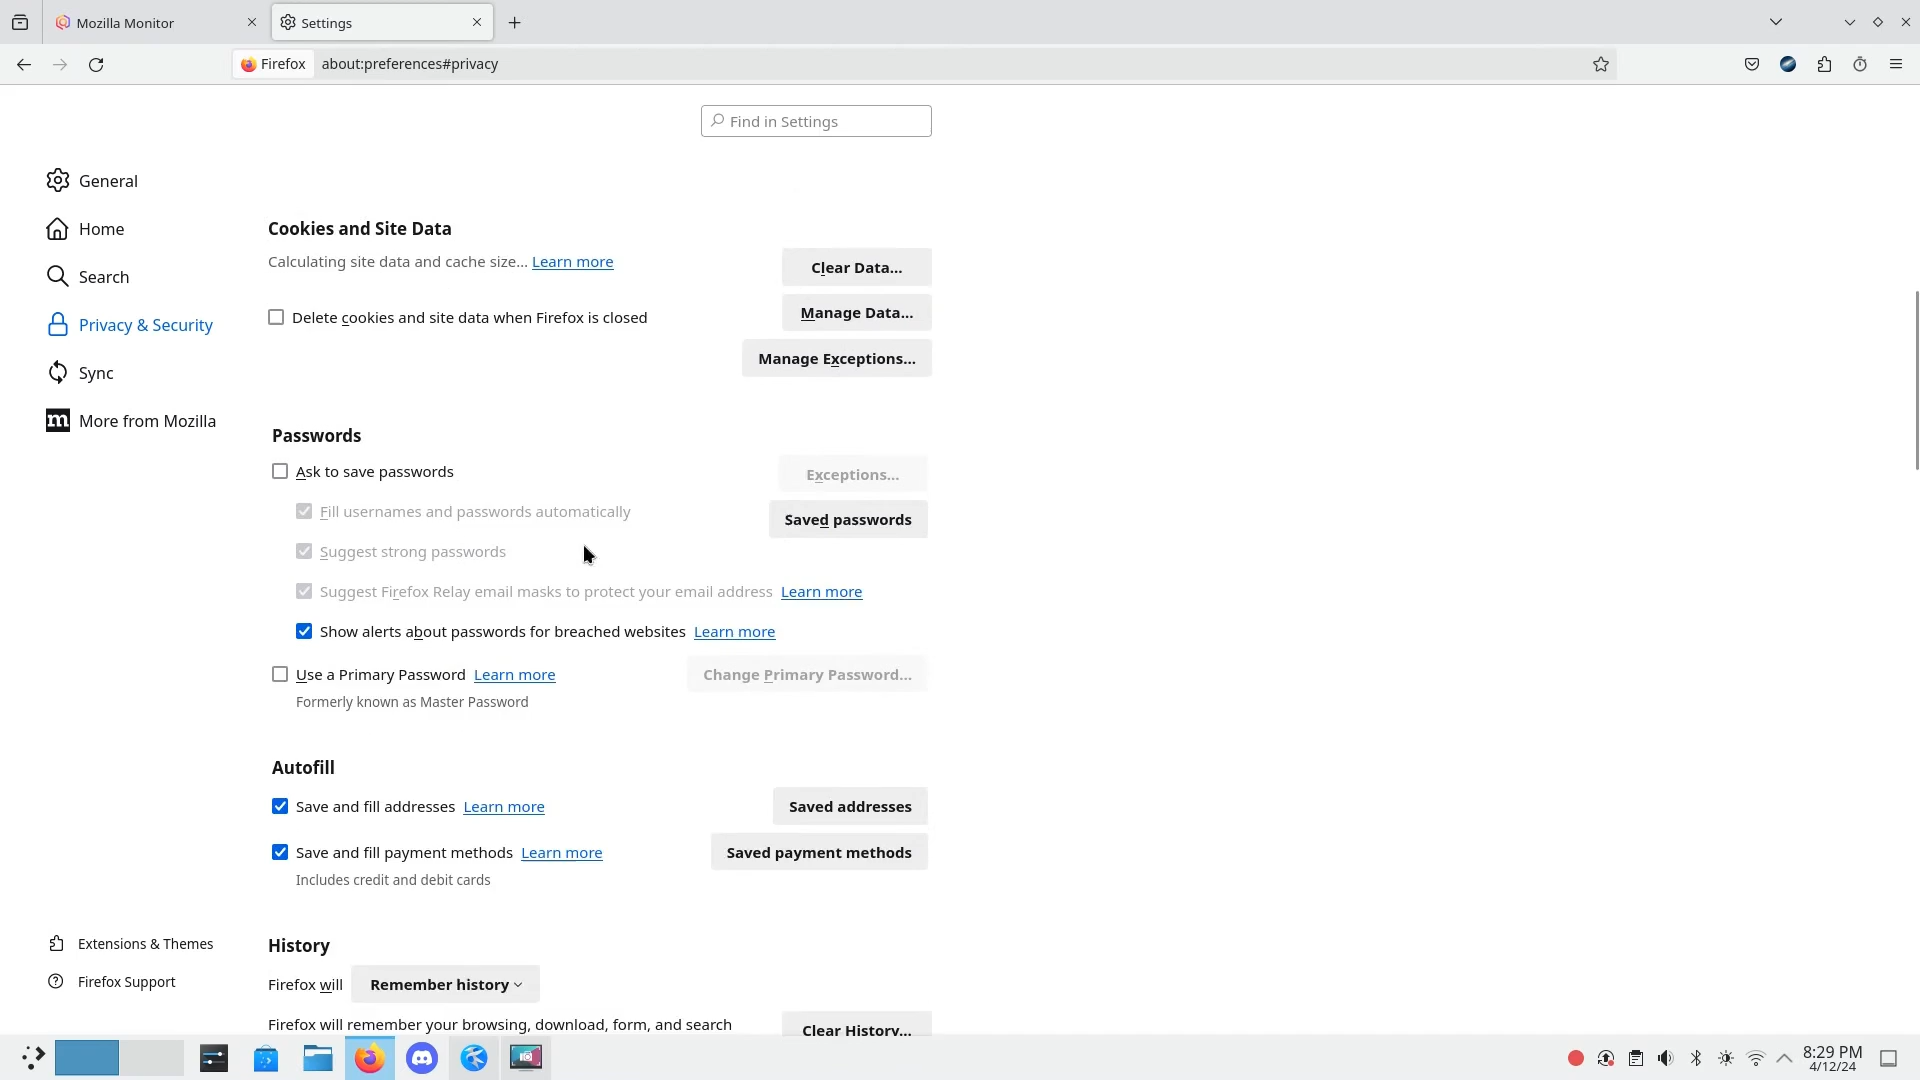 Mozilla Monitor
Settings
Firefox about:preferences#privacy
Find in Settings
General
Home
Search
Privacy & Security
Sync
More from Mozilla
Extensions & Themes
Firefox Support
Cookies and Site Data
Calculating site data and cache size... Learn more
Clear Data...
Delete cookies and site data when Firefox is closed
Manage Data...
Manage Exceptions...
Passwords
Ask to save passwords
Exceptions...
Fill usernames and passwords automatically
Saved passwords
Suggest strong passwords
Suggest Firefox Relay email masks to protect your email address Learn more
Show alerts about passwords for breached websites Learn more
Use a Primary Password Learn more
Change Primary Password...
Formerly known as Master Password
Autofill
Save and fill addresses Learn more
Saved addresses
Save and fill payment methods Learn more
Saved payment methods
Includes credit and debit cards
History
Firefox will Remember history
Firefox will remember your browsing, download, form, and search
Clear History...
8:29 PM
4/12/24